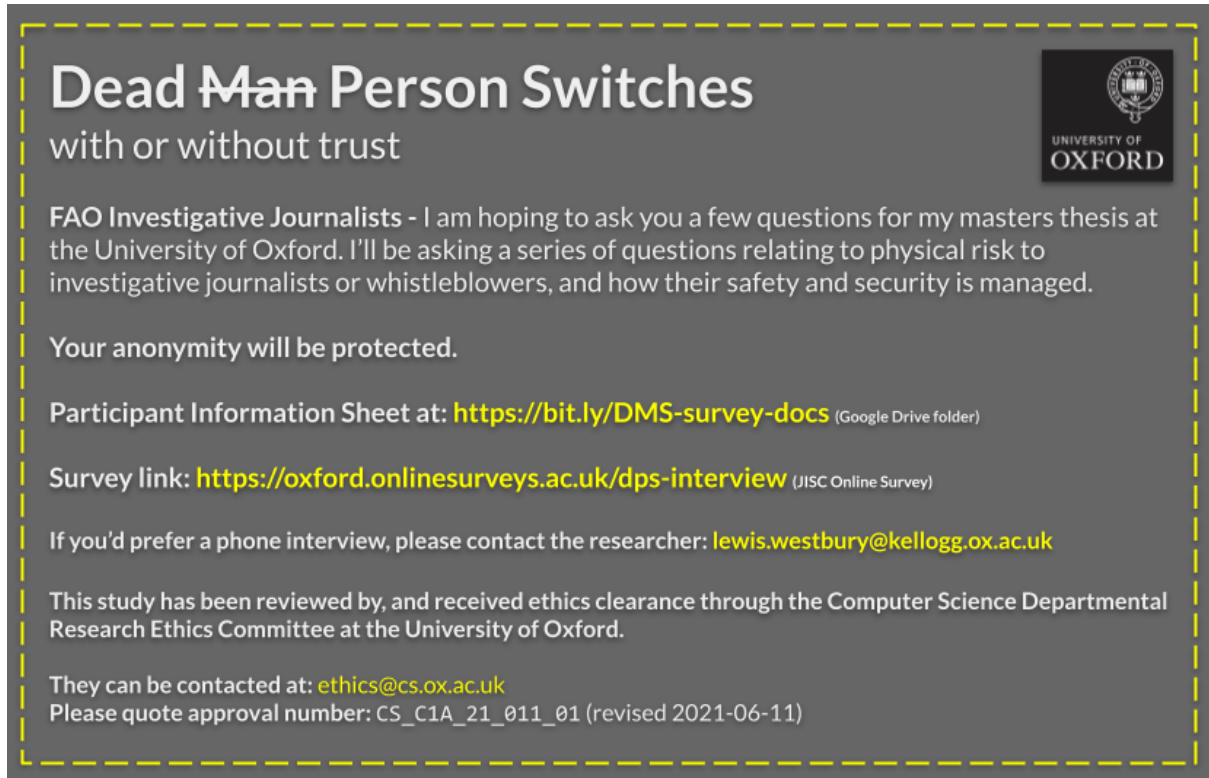 Dead Man Person Switches
with or without trust
UNIVERSITY OF
OXFORD
FAO Investigative Journalists - I am hoping to ask you a few questions for my masters thesis at
the University of Oxford. I'll be asking a series of questions relating to physical risk to
investigative journalists or whistleblowers, and how their safety and security is managed.
Your anonymity will be protected.
Participant Information Sheet at: https://bit.ly/DMS-survey-docs (Google Drive folder)
Survey link: https://oxford.onlinesurveys.ac.uk/dps-interview (JISC Online Survey)
If you'd prefer a phone interview, please contact the researcher: lewis.westbury@kellogg.ox.ac.uk
This study has been reviewed by, and received ethics clearance through the Computer Science Departmental
Research Ethics Committee at the University of Oxford.
They can be contacted at: ethics@cs.ox.ac.uk
Please quote approval number: CS_C1A_21_011_01 (revised 2021-06-11)